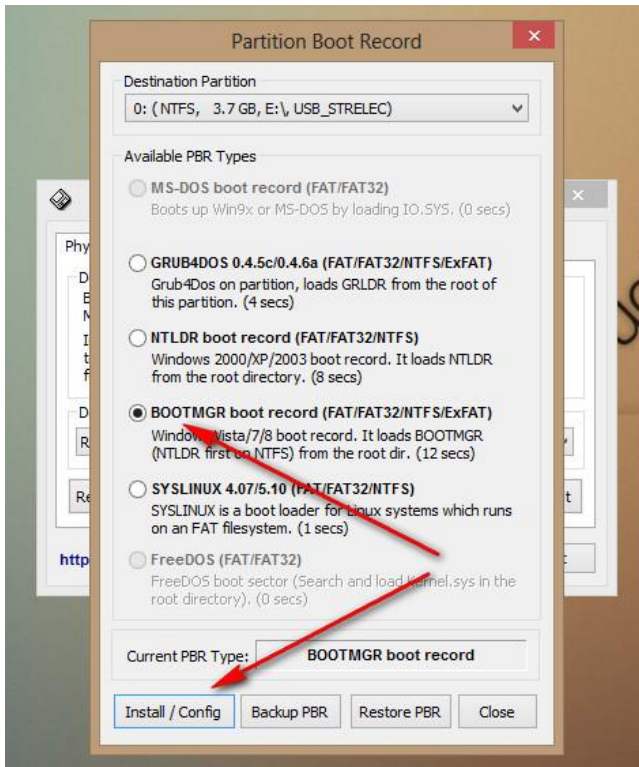 Partition Boot Record
Destination Partition
0: ( NTFS, 3.7 GB, E:\, USB_STRELEC)
Available PBR Types
MS-DOS boot record (FAT/FAT32)
Boots up Win9x or MS-DOS by loading IO.SYS. (0 secs)
GRUB4DOS 0.4.5c/0.4.6a (FAT/FAT32/NTFS/ExFAT)
Grub4Dos on partition, loads GRLDR from the root of
this partition. (4 secs)
NTLDR boot record (FAT/FAT32/NTFS)
Windows 2000/XP/2003 boot record. It loads NTLDR
from the root directory. (8 secs)
BOOTMGR boot record (FAT/FAT32/NTFS/ExFAT)
Windows Vista/7/8 boot record. It loads BOOTMGR
(NTLDR first on NTFS) from the root dir. (12 secs)
SYSLINUX 4.07/5.10 (FAT/FAT32/NTFS)
SYSLINUX is a boot loader for Linux systems which runs
on an FAT filesystem. (1 secs)
FreeDOS (FAT/FAT32)
FreeDOS boot sector (Search and load Kernel.sys in the
root directory). (0 secs)
Current PBR Type: BOOTMGR boot record
Install / Config Backup PBR Restore PBR Close
Phy
http